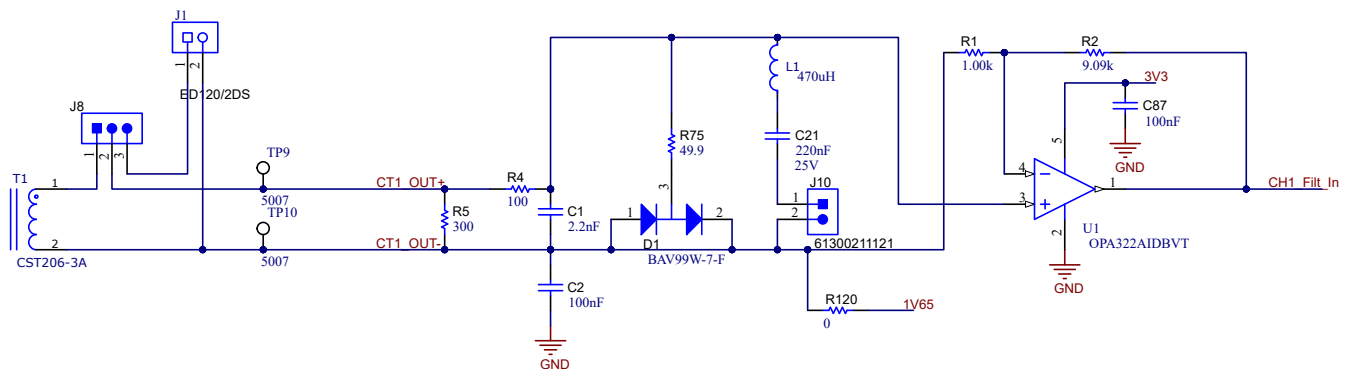 J1
1
2
ED120/2DS
J8
1
2
3
T1
1
2
CST206-3A
TP9
5007
TP10
5007
CT1_OUT+
CT1_OUT-
R5
300
R4
100
C1
2.2nF
C2
100nF
GND
R75
49.9
3
1
2
D1
BAV99W-7-F
L1
470uH
C21
220nF
25V
J10
1
2
61300211121
R120
0
1V65
R1
1.00k
R2
9.09k
3V3
C87
100nF
GND
5
4
3
1
2
U1
OPA322AIDBVT
GND
CH1_Filt_In